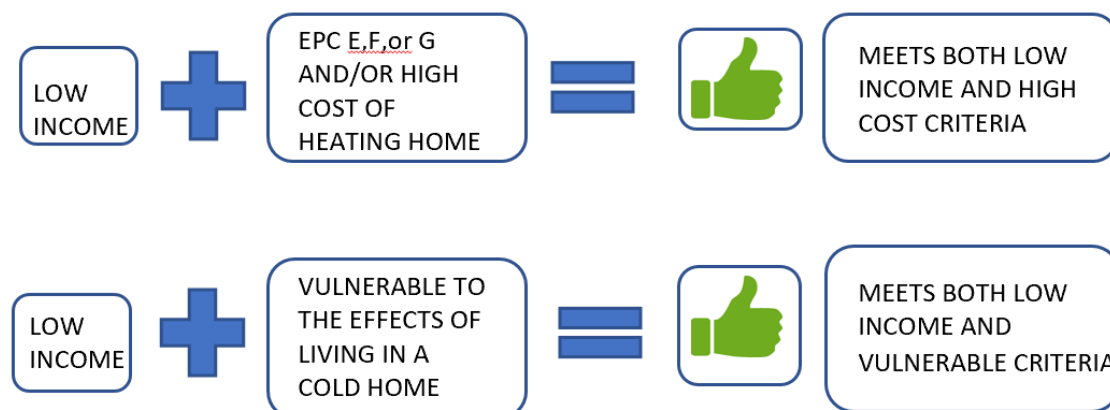 LOW
INCOME
EPC E,F,or G
AND/OR HIGH
COST OF
HEATING HOME
MEETS BOTH LOW
INCOME AND HIGH
COST CRITERIA
LOW
INCOME
VULNERABLE TO
THE EFFECTS OF
LIVING IN A
COLD HOME
MEETS BOTH LOW
INCOME AND
VULNERABLE CRITERIA